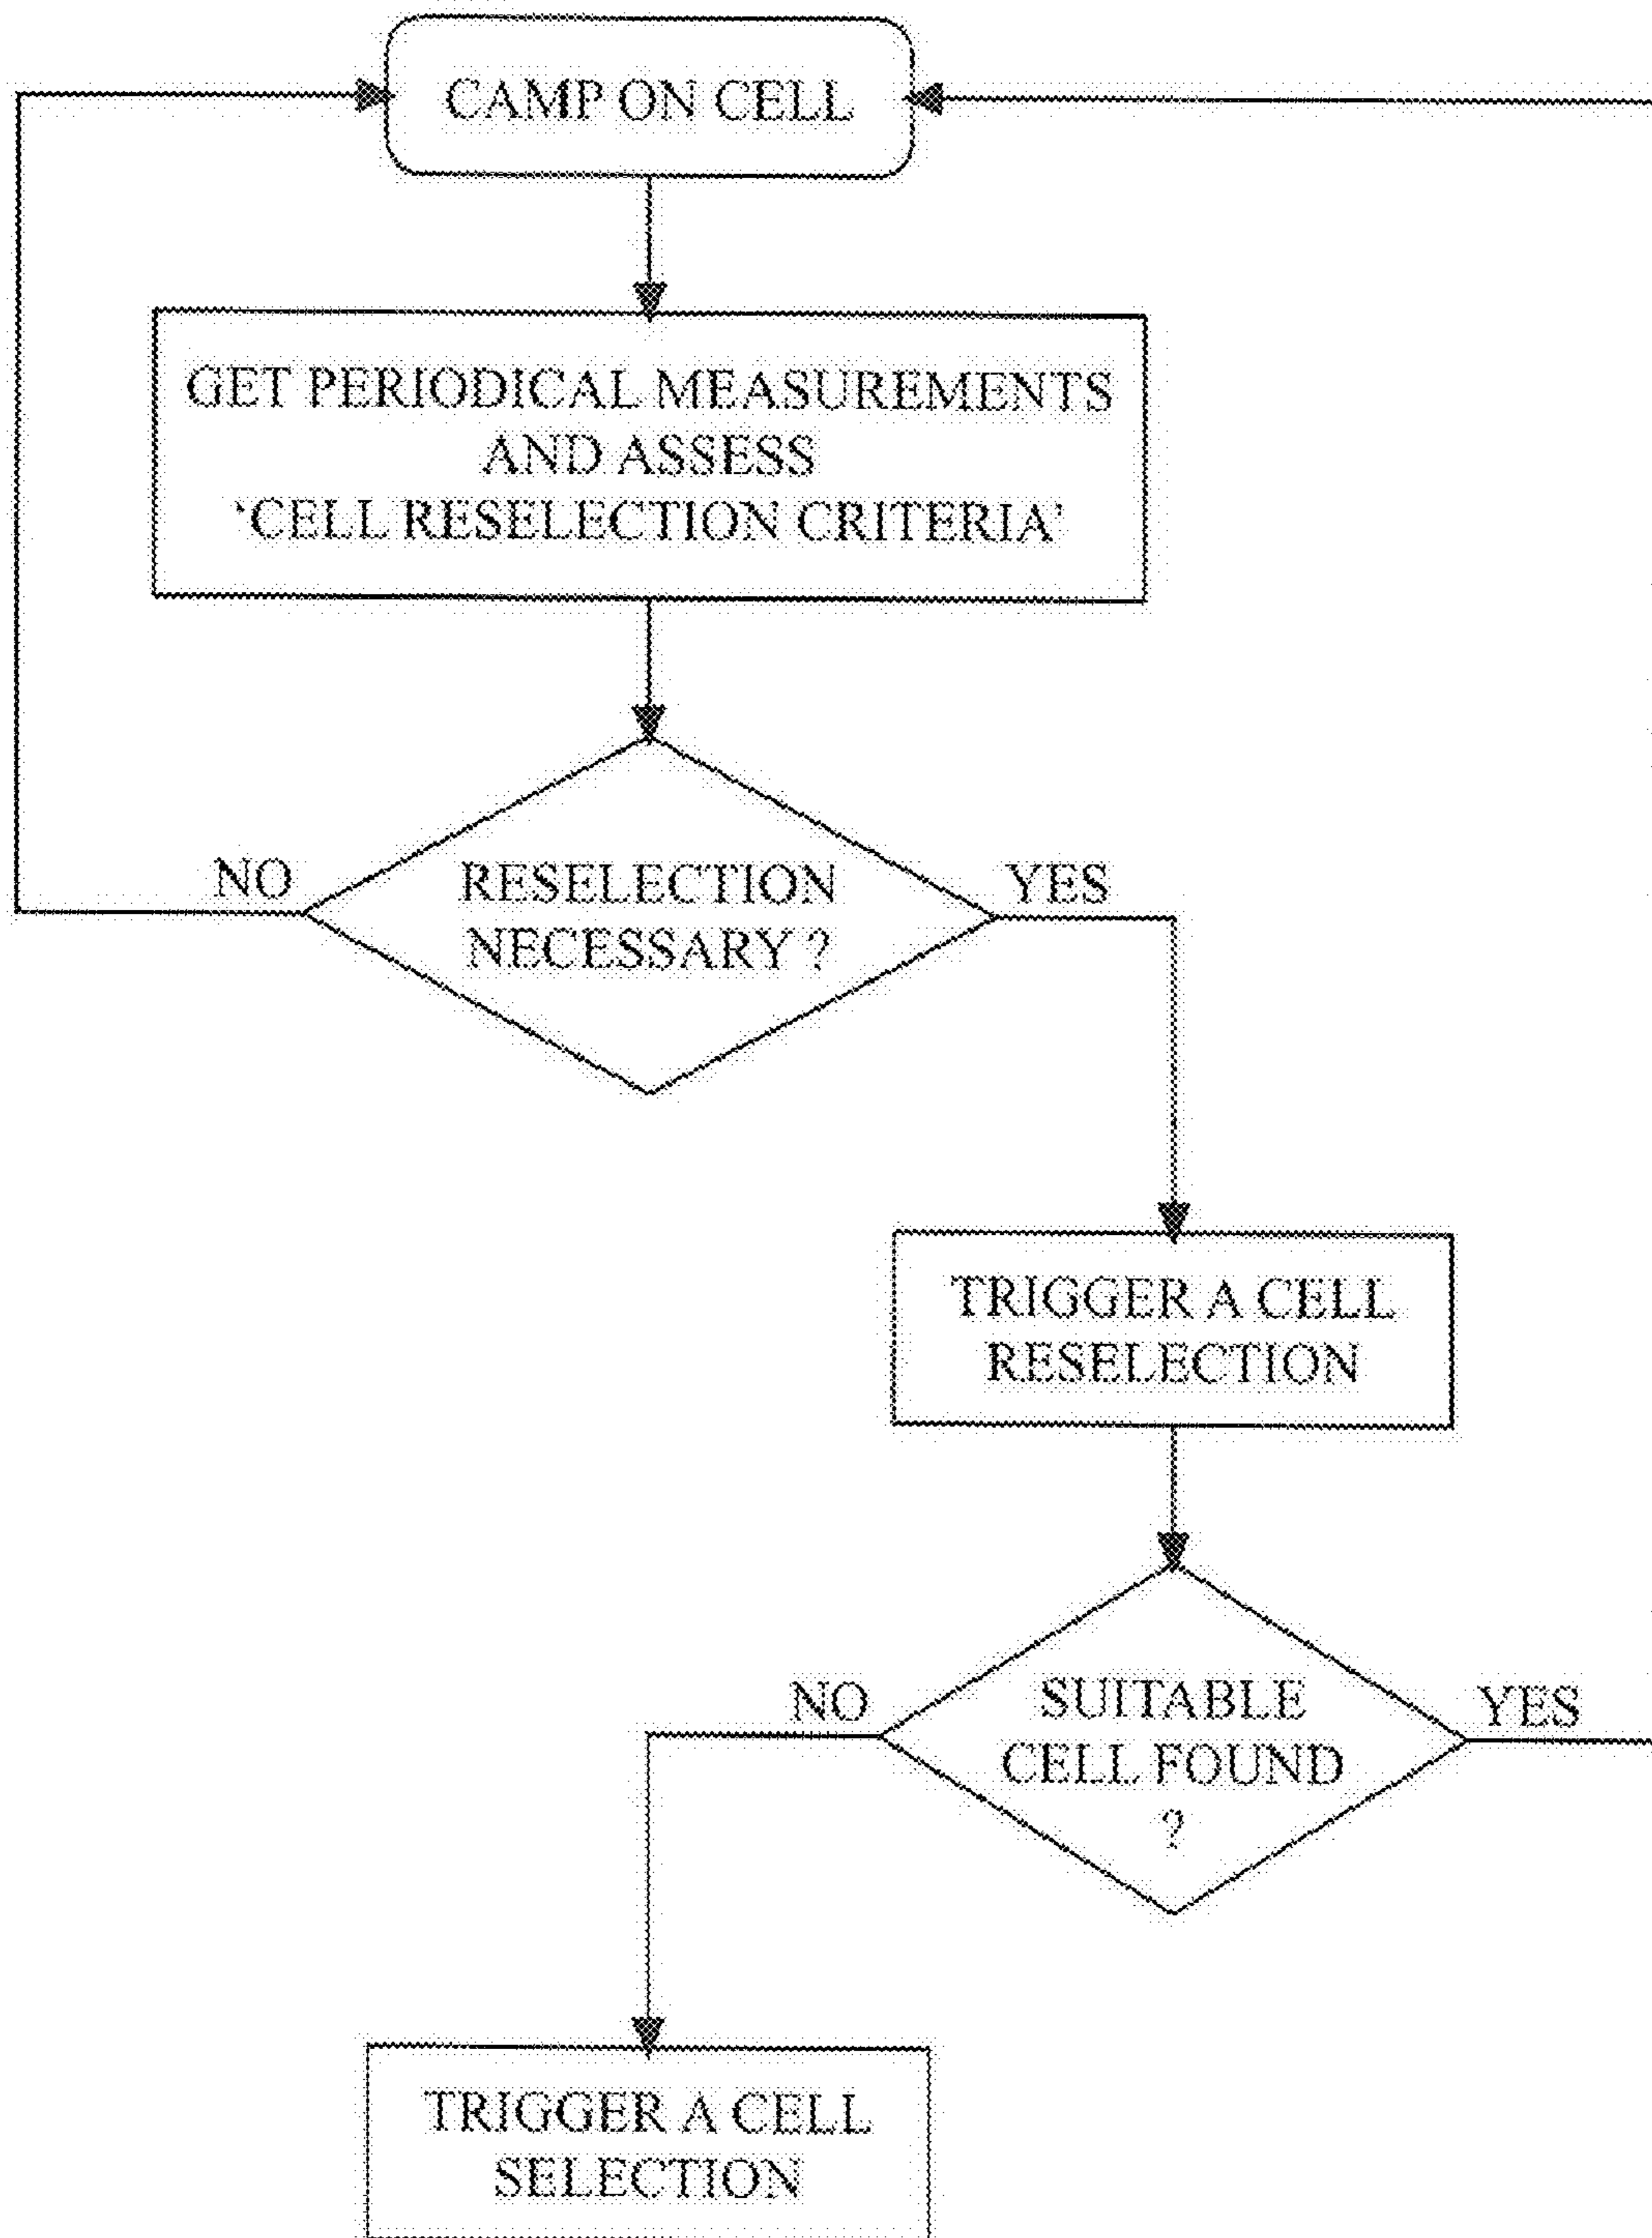 CAMP ON CELL
GET PERIODICAL MEASUREMENTS
AND ASSESS
'CELL RESELECTION CRITERIA'
NO
RESELECTION
NECESSARY ?
YES
TRIGGER A CELL
RESELECTION
NO
SUITABLE
CELL FOUND
?
YES
TRIGGER A CELL
SELECTION